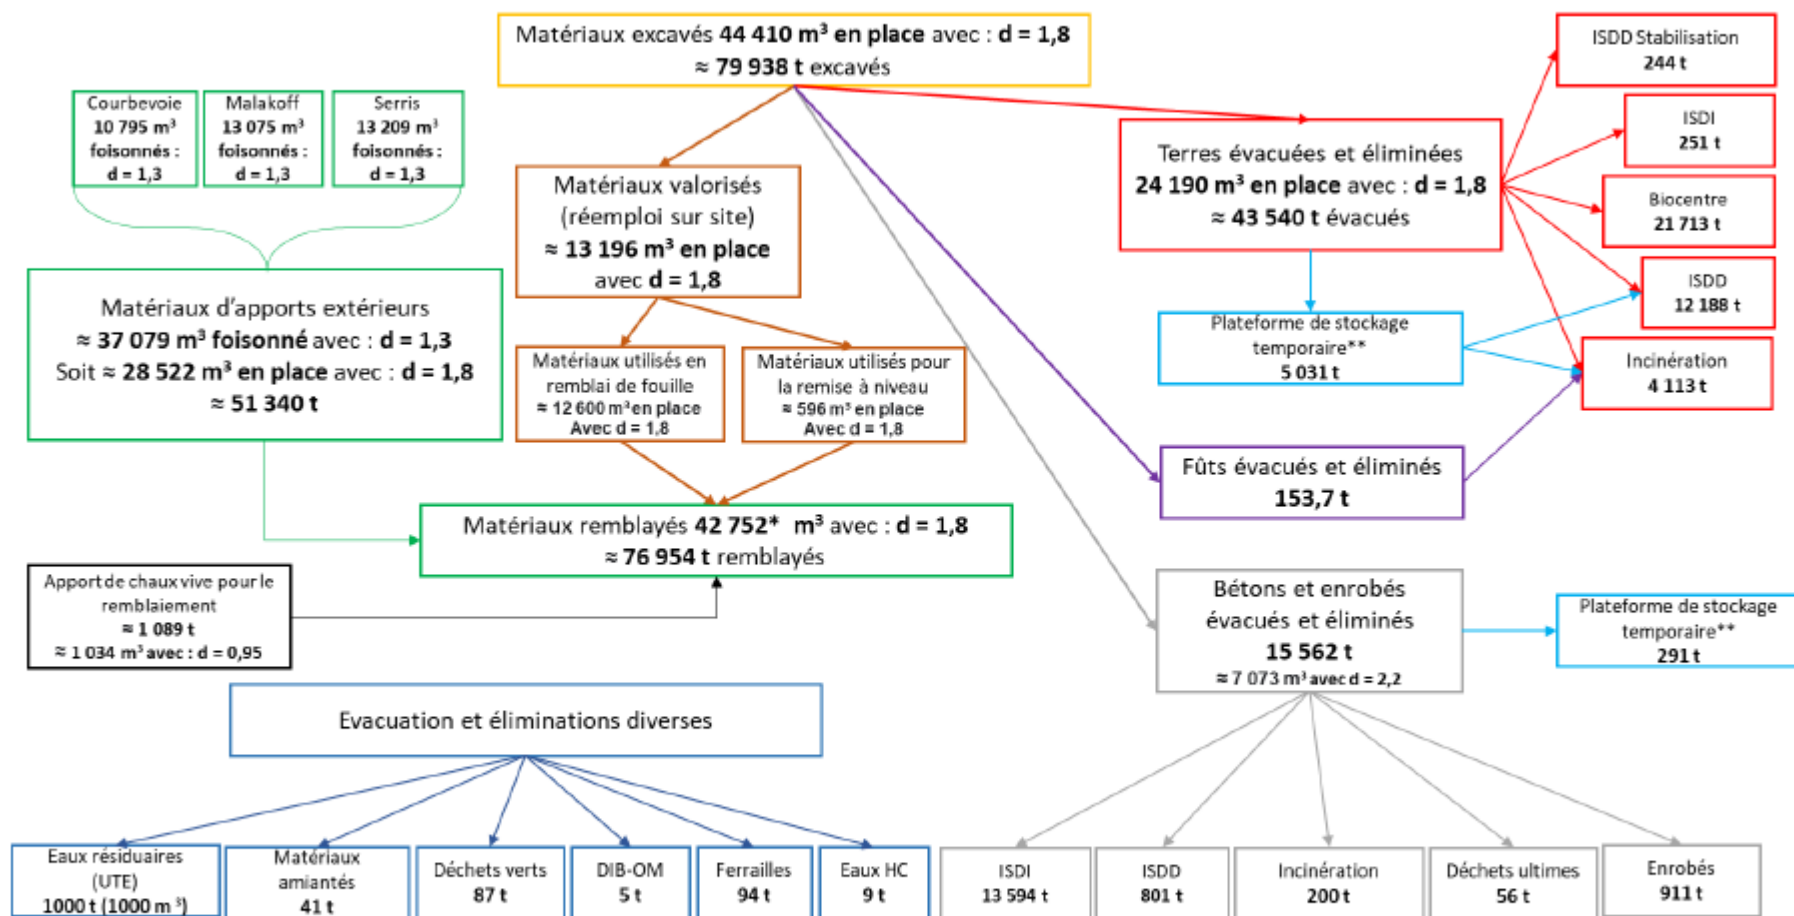 Matériaux excavés 44 410 m³ en place avec : d = 1,8
≈ 79 938 t excavés
ISDD Stabilisation
244 t
Courbevoie
10 795 m³
foisonnés :
d = 1,3
Malakoff
13 075 m³
foisonnés :
d = 1,3
Serris
13 209 m³
foisonnés :
d = 1,3
ISDI
251 t
Terres évacuées et éliminées
24 190 m³ en place avec : d = 1,8
≈ 43 540 t évacués
Matériaux valorisés
(réemploi sur site)
≈ 13 196 m³ en place
avec d = 1,8
Biocentre
21 713 t
ISDD
12 188 t
Matériaux d'apports extérieurs
≈ 37 079 m³ foisonné avec : d = 1,3
Soit ≈ 28 522 m³ en place avec : d = 1,8
≈ 51 340 t
Plateforme de stockage
temporaire**
5 031 t
Incinération
4 113 t
Matériaux utilisés en
remblai de fouille
≈ 12 600 m³ en place
Avec d = 1,8
Matériaux utilisés pour
la remise à niveau
≈ 596 m³ en place
Avec d = 1,8
Fûts évacués et éliminés
153,7 t
Matériaux remblayés 42 752* m³ avec : d = 1,8
≈ 76 954 t remblayés
Apport de chaux vive pour le
remblaiement
≈ 1 089 t
≈ 1 034 m³ avec : d = 0,95
Bétons et enrobés
évacués et éliminés
15 562 t
≈ 7 073 m³ avec d = 2,2
Plateforme de stockage
temporaire**
291 t
Evacuation et éliminations diverses
Eaux résiduaires
(UTE)
1000 t (1000 m³)
Matériaux
amiantés
41 t
Déchets verts
87 t
DIB-OM
5 t
Ferrailles
94 t
Eaux HC
9 t
ISDI
13 594 t
ISDD
801 t
Incinération
200 t
Déchets ultimes
56 t
Enrobés
911 t